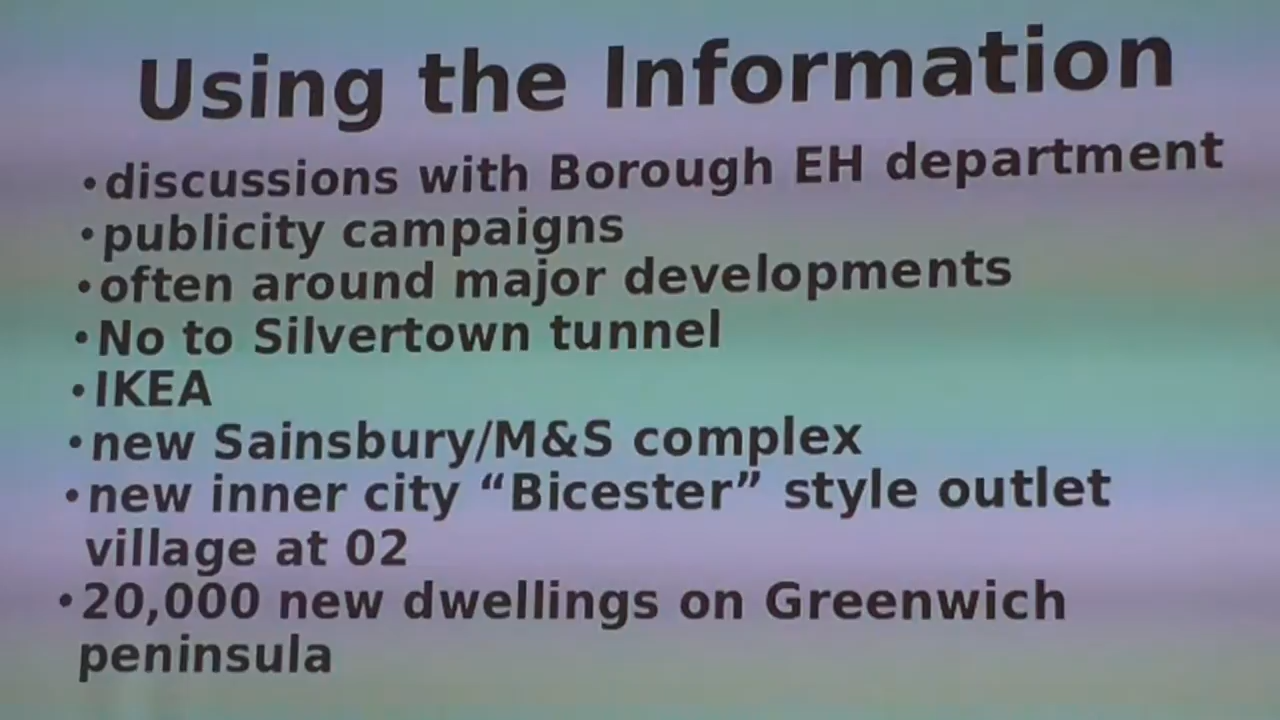 Using the Information
•discussions with Borough EH department
•publicity campaigns
•often around major developments
•No to Silvertown tunnel
•IKEA
•new Sainsbury/M&S complex
•new inner city “Bicester” style outlet
village at 02
•20,000 new dwellings on Greenwich
peninsula